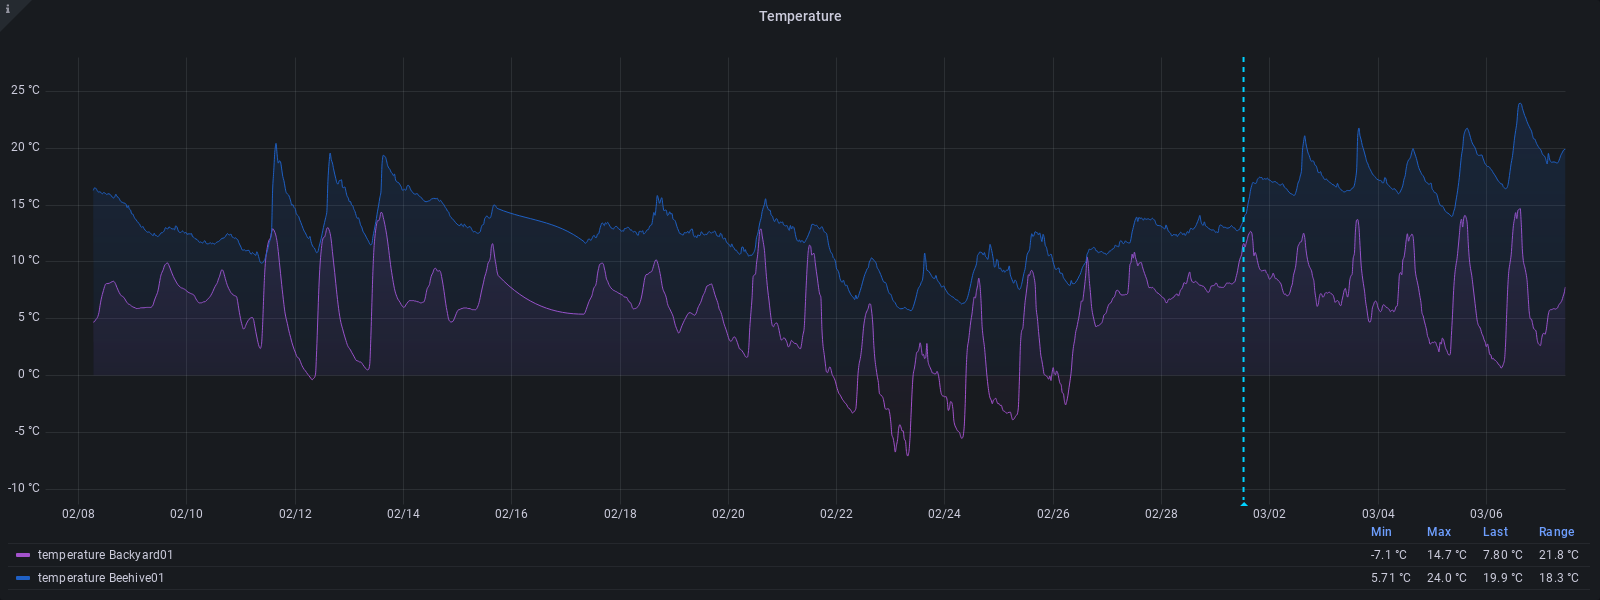 i
Temperature
25 °C
20 °C
15 °C
10 °C
5 °C
0 °C
-5 °C
-10 °C
02/08 02/10 02/12 02/14 02/16 02/18 02/20 02/22 02/24 02/26 02/28 03/02 03/04 03/06
Min Max Last Range
temperature Backyard01 -7.1 °C 14.7 °C 7.80 °C 21.8 °C
temperature Beehive01 5.71 °C 24.0 °C 19.9 °C 18.3 °C